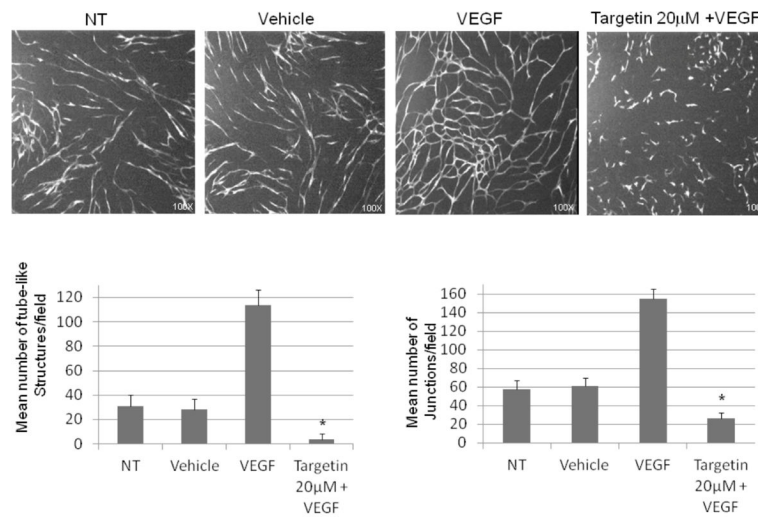 NT
Vehicle
VEGF
Targetin 20µM +VEGF
100X
100X
100X
100X
Mean number of tube-like
Structures/field
120
100
80
60
40
20
0
*
NT
Vehicle
VEGF
Targetin
20µM +
VEGF
Mean number of
Junctions/field
160
140
120
100
80
60
40
20
0
*
NT
Vehicle
VEGF
Targetin
20µM +
VEGF